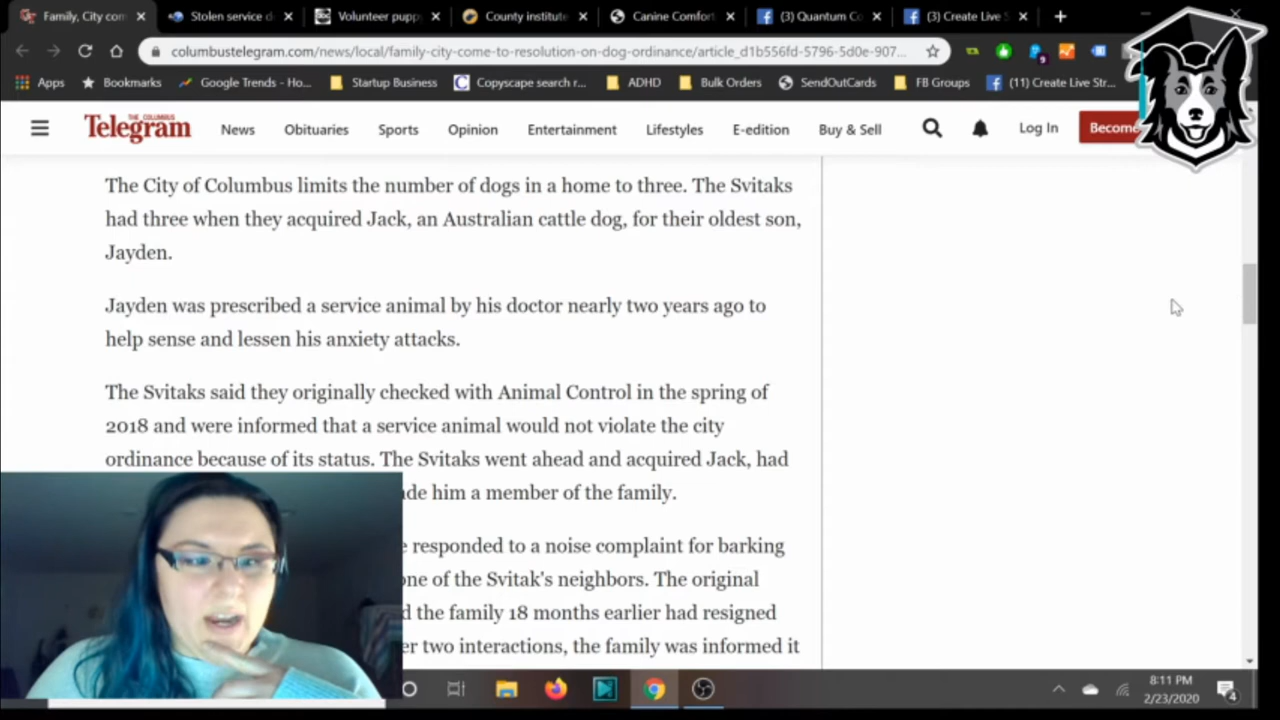 Family, City com
Stolen service d
Volunteer pupp
County institute
Canine Comfort
(3) Quantum Co
(3) Create Live S
columbustelegram.com/news/local/family-city-come-to-resolution-on-dog-ordinance/article_d1b556fd-5796-5d0e-907...
Apps
Bookmarks
Google Trends - Ho...
Startup Business
Copyscape search r...
ADHD
Bulk Orders
SendOutCards
FB Groups
(11) Create Live Str...
THE COLUMBUS
Telegram
News
Obituaries
Sports
Opinion
Entertainment
Lifestyles
E-edition
Buy & Sell
Log In
Become
The City of Columbus limits the number of dogs in a home to three. The Svitaks
had three when they acquired Jack, an Australian cattle dog, for their oldest son,
Jayden.
Jayden was prescribed a service animal by his doctor nearly two years ago to
help sense and lessen his anxiety attacks.
The Svitaks said they originally checked with Animal Control in the spring of
2018 and were informed that a service animal would not violate the city
ordinance because of its status. The Svitaks went ahead and acquired Jack, had
de him a member of the family.
responded to a noise complaint for barking
one of the Svitak's neighbors. The original
d the family 18 months earlier had resigned
er two interactions, the family was informed it
8:11 PM
2/23/2020
9
4